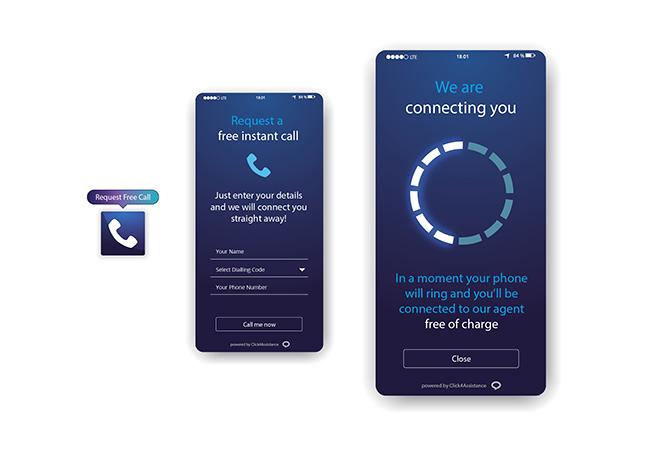 Request Free Call
LTE 18:01 84 %
Request a
free instant call
Just enter your details
and we will connect you
straight away!
Your Name
Select Dialling Code
Your Phone Number
Call me now
powered by Click4Assistance
LTE 18:01 84 %
We are
connecting you
In a moment your phone
will ring and you'll be
connected to our agent
free of charge
Close
powered by Click4Assistance